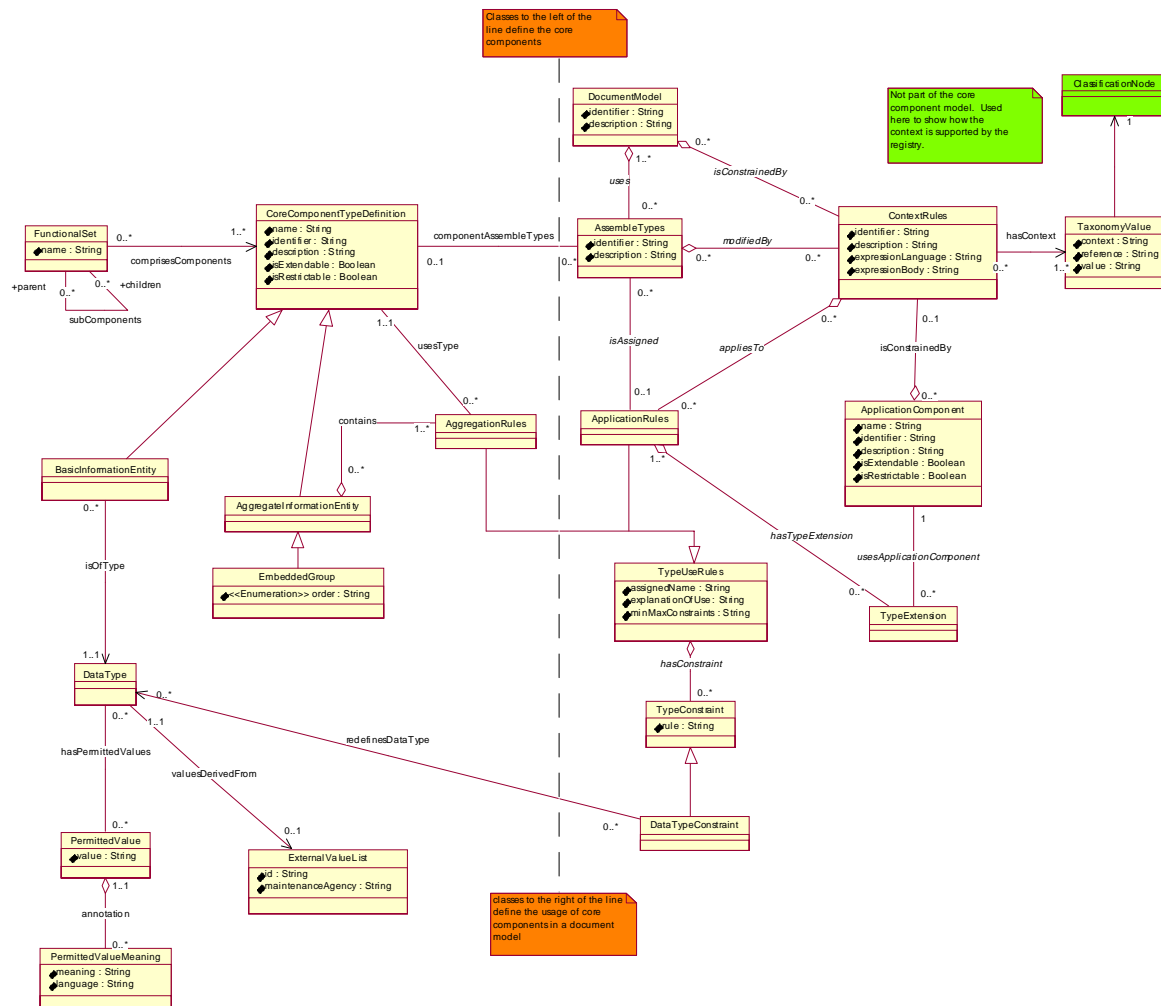 Classes to the left of the
line define the core
components
DocumentModel
identifier : String
description : String
Not part of the core
component model. Used
here to show how the
context is supported by the
registry.
ClassificationNode
1
0..*
1..*
isConstrainedBy
uses
0..*
0..*
FunctionalSet
name : String
0..*
1..*
comprisesComponents
+parent
0..*
0..*
+children
subComponents
CoreComponentTypeDefinition
name : String
identifier : String
description : String
isExtendable : Boolean
isRestrictable : Boolean
componentAssembleTypes
0..1
0..*
AssembleTypes
identifier : String
description : String
modifiedBy
0..*
0..*
0..*
ContextRules
identifier : String
description : String
expressionLanguage : String
expressionBody : String
hasContext
0..*
1..*
TaxonomyValue
context : String
reference : String
value : String
1..1
usesType
0..*
isAssigned
0..1
0..*
appliesTo
0..*
0..1
isConstrainedBy
0..*
contains
1..*
0..*
AggregationRules
ApplicationRules
1..*
ApplicationComponent
name : String
identifier : String
description : String
isExtendable : Boolean
isRestrictable : Boolean
BasicInformationEntity
0..*
AggregateInformationEntity
EmbeddedGroup
<<Enumeration>> order : String
isOfType
1..1
hasTypeExtension
0..*
1
usesApplicationComponent
0..*
TypeExtension
TypeUseRules
assignedName : String
explanationOfUse : String
minMaxConstraints : String
hasConstraint
0..*
TypeConstraint
rule : String
DataType
0..*
0..*
1..1
hasPermittedValues
redefinesDataType
valuesDerivedFrom
0..*
0..1
0..*
DataTypeConstraint
PermittedValue
value : String
1..1
ExternalValueList
id : String
maintenanceAgency : String
annotation
0..*
PermittedValueMeaning
meaning : String
language : String
classes to the right of the line
define the usage of core
components in a document
model